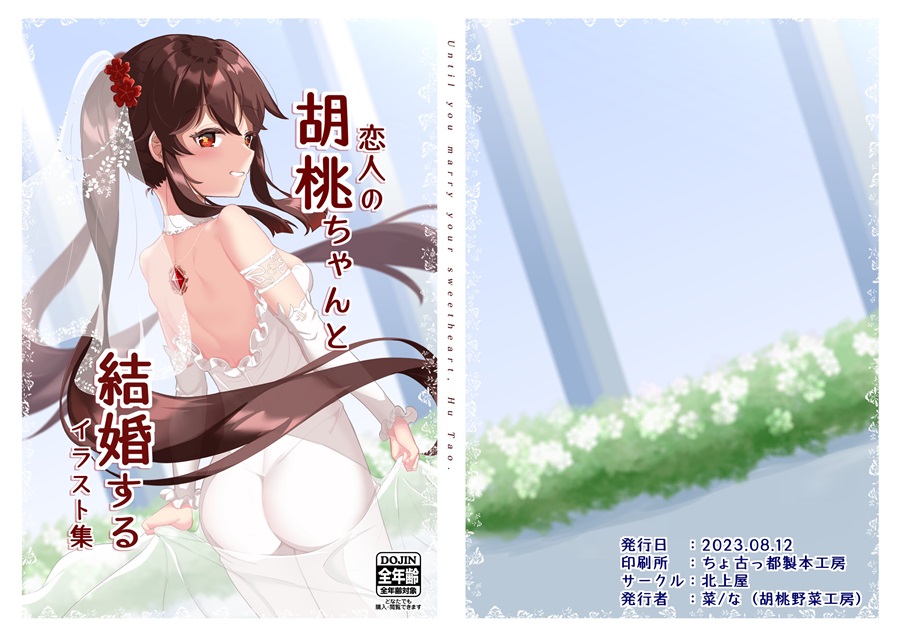 恋人の
胡桃ちゃんと
結婚する
イラスト集
DOJIN
全年齢
全年齢対象
どなたでも
購入・閲覧できます
Until you marry your sweetheart, Hu Tao.
発行日　：2023.08.12
印刷所　：ちょ古っ都製本工房
サークル：北上屋
発行者　：菜/な（胡桃野菜工房）